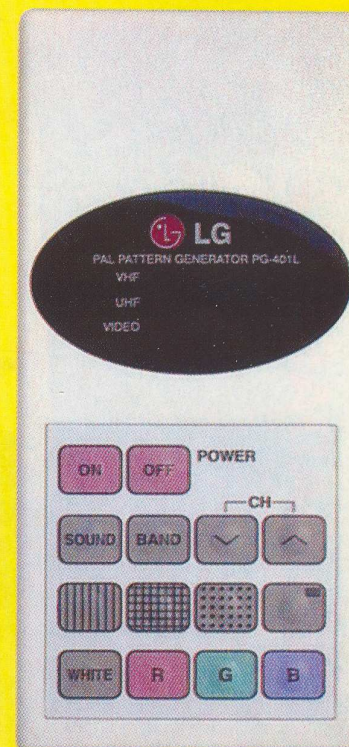 LG
PAL PATTERN GENERATOR PG-401L
VHF
UHF
VIDEO
ON OFF POWER
CH
SOUND BAND
WHITE R G B